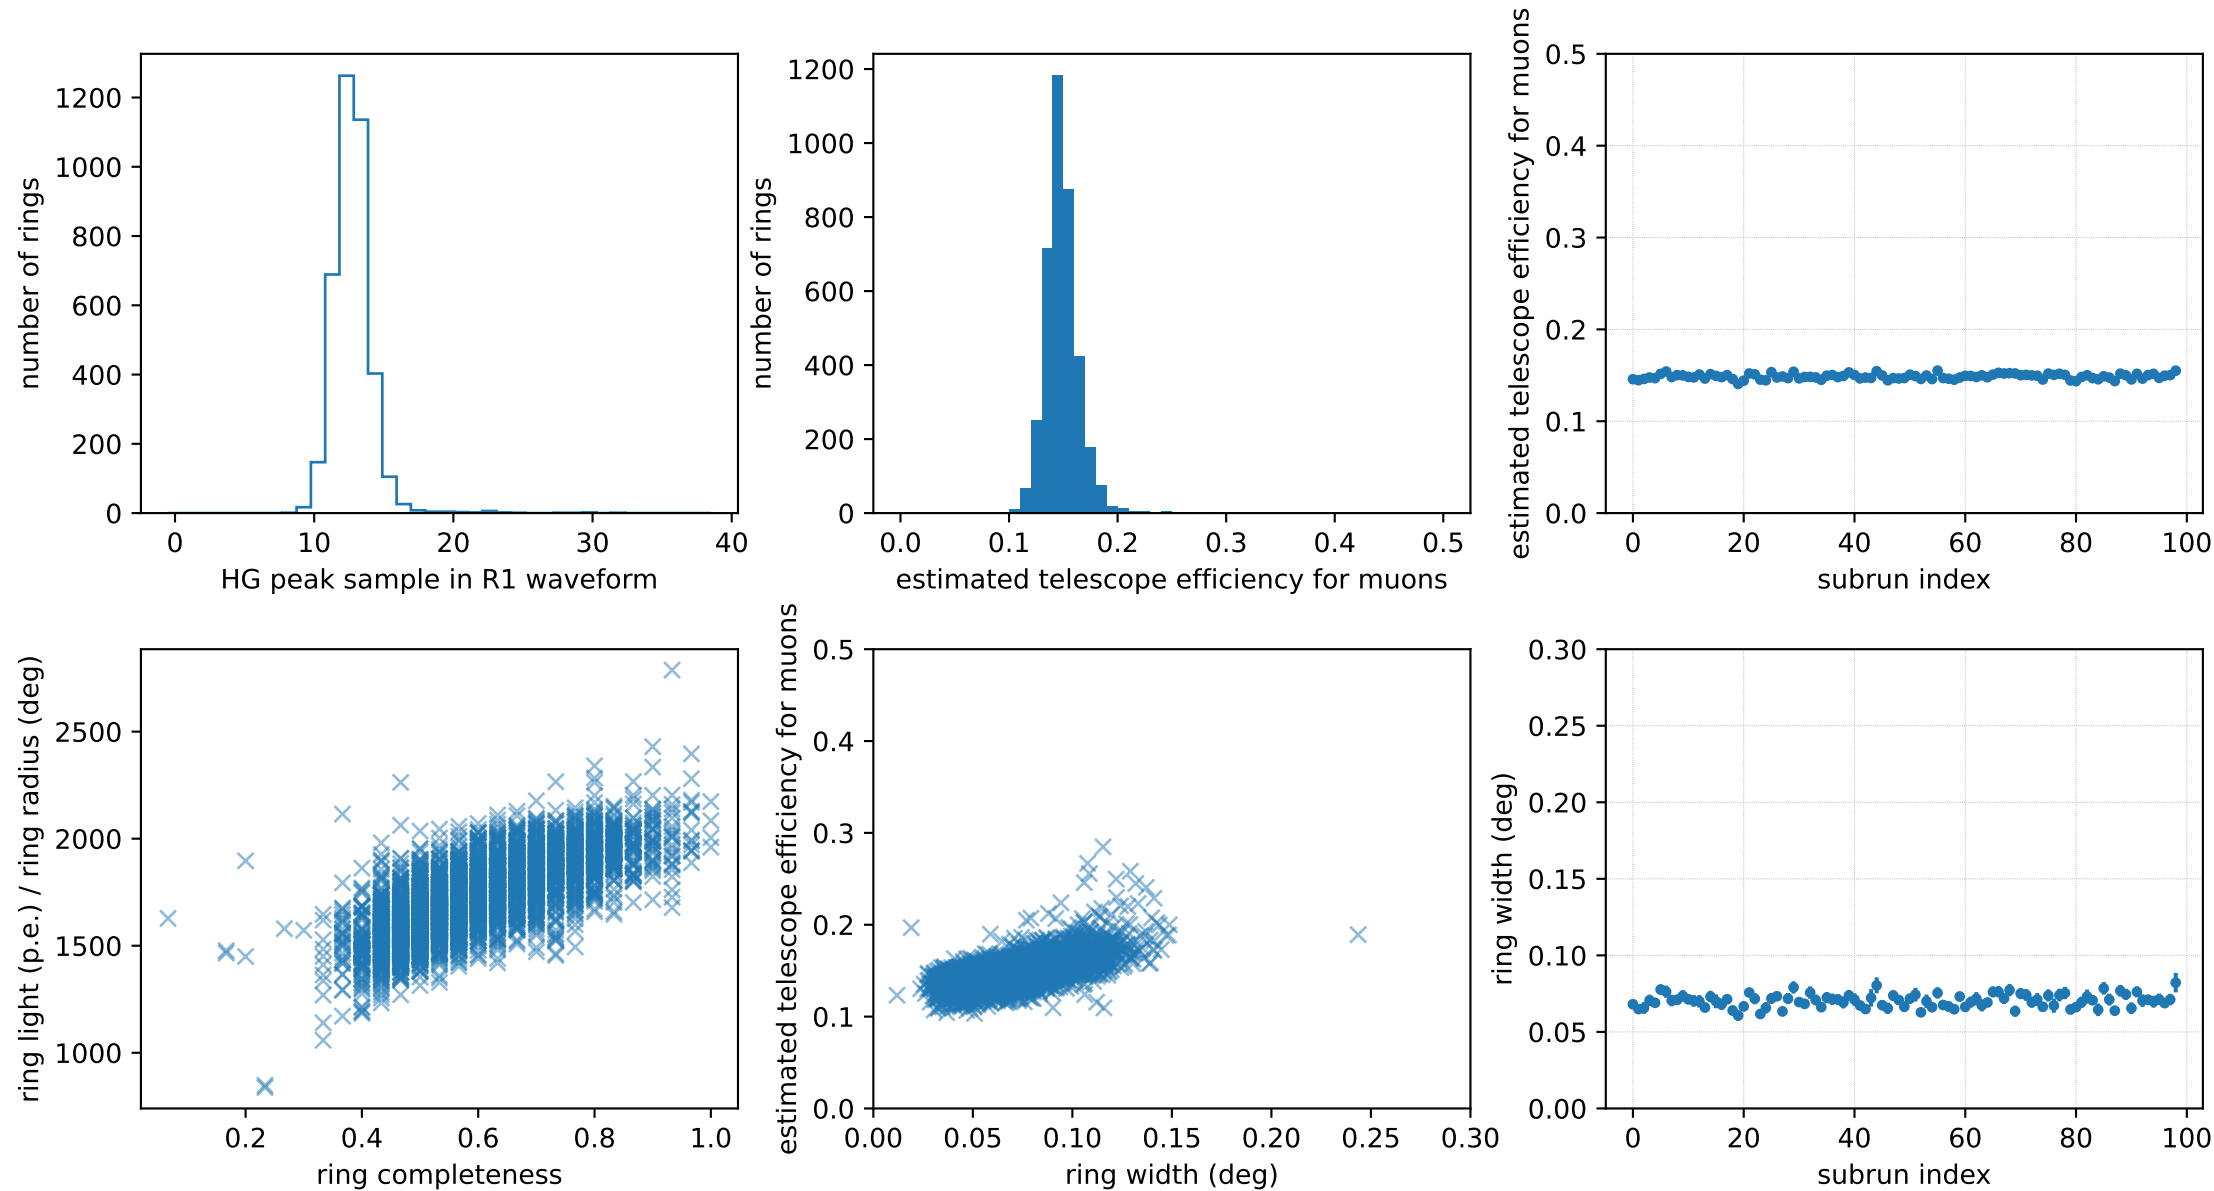 number of rings
1200
1000
800
600
400
200
0
0 10 20 30 40
HG peak sample in R1 waveform
number of rings
1200
1000
800
600
400
200
0
0.0 0.1 0.2 0.3 0.4 0.5
estimated telescope efficiency for muons
estimated telescope efficiency for muons
0.5
0.4
0.3
0.2
0.1
0.0
0 20 40 60 80 100
subrun index
ring light (p.e.) / ring radius (deg)
2500
2000
1500
1000
0.2 0.4 0.6 0.8 1.0
ring completeness
estimated telescope efficiency for muons
0.5
0.4
0.3
0.2
0.1
0.0
0.00 0.05 0.10 0.15 0.20 0.25 0.30
ring width (deg)
ring width (deg)
0.30
0.25
0.20
0.15
0.10
0.05
0.00
0 20 40 60 80 100
subrun index